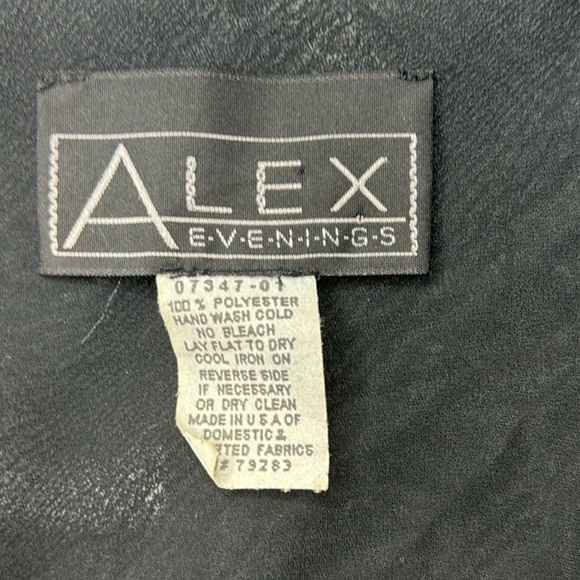 ALEX
E·V·E·N·I·N·G·S
07347-01
100% POLYESTER
HAND WASH COLD
NO BLEACH
LAY FLAT TO DRY
COOL IRON ON
REVERSE SIDE
IF NECESSARY
OR DRY CLEAN
MADE IN U S A OF
DOMESTIC &
FABRICS
# 79283